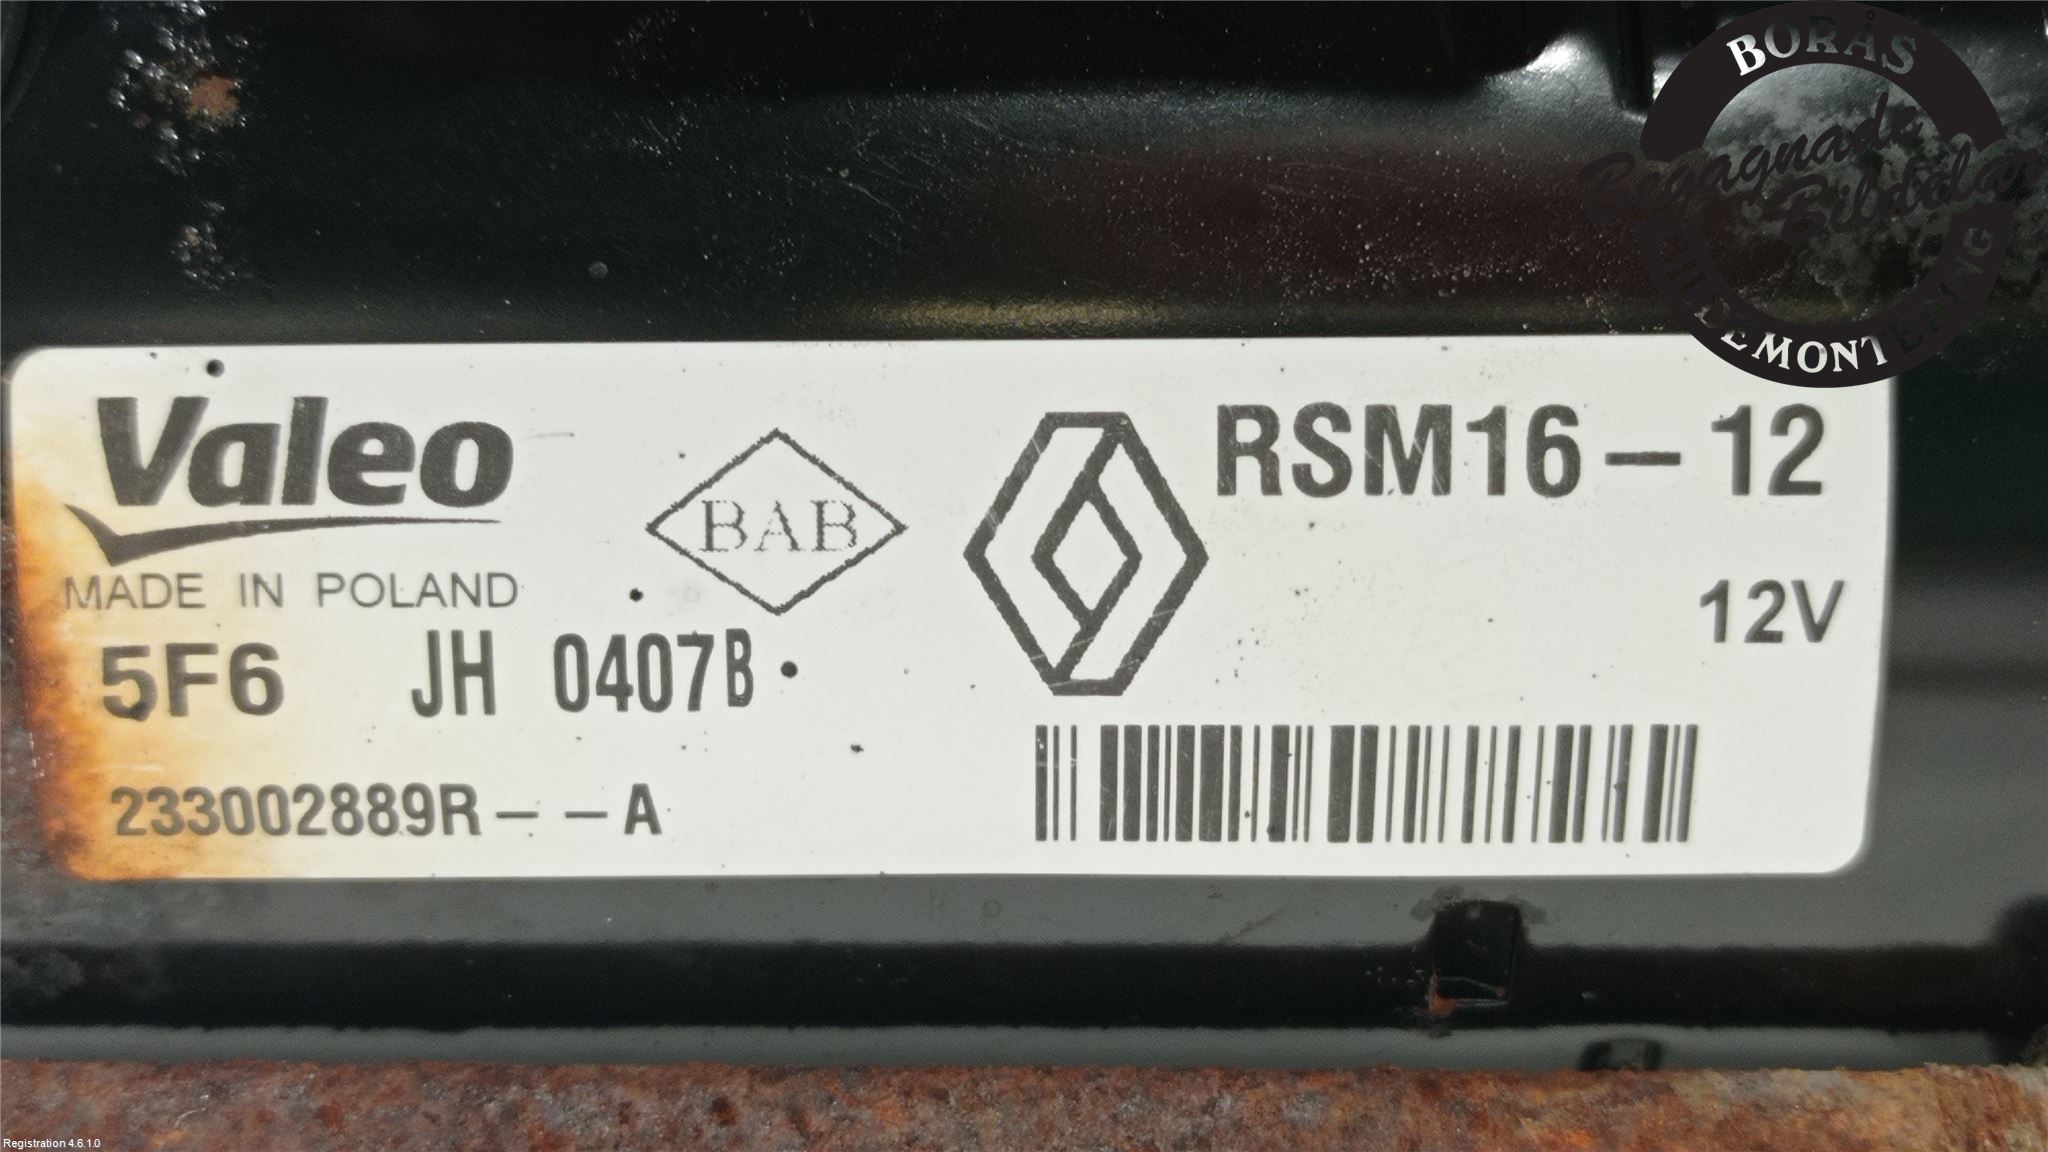 BORÅS
Begagnade
Bildelar
BILDEMONTERING
Valeo
MADE IN POLAND
BAB
RSM16-12
12V
5F6 JH 0407B
233002889R--A
Registration 4.6.1.0